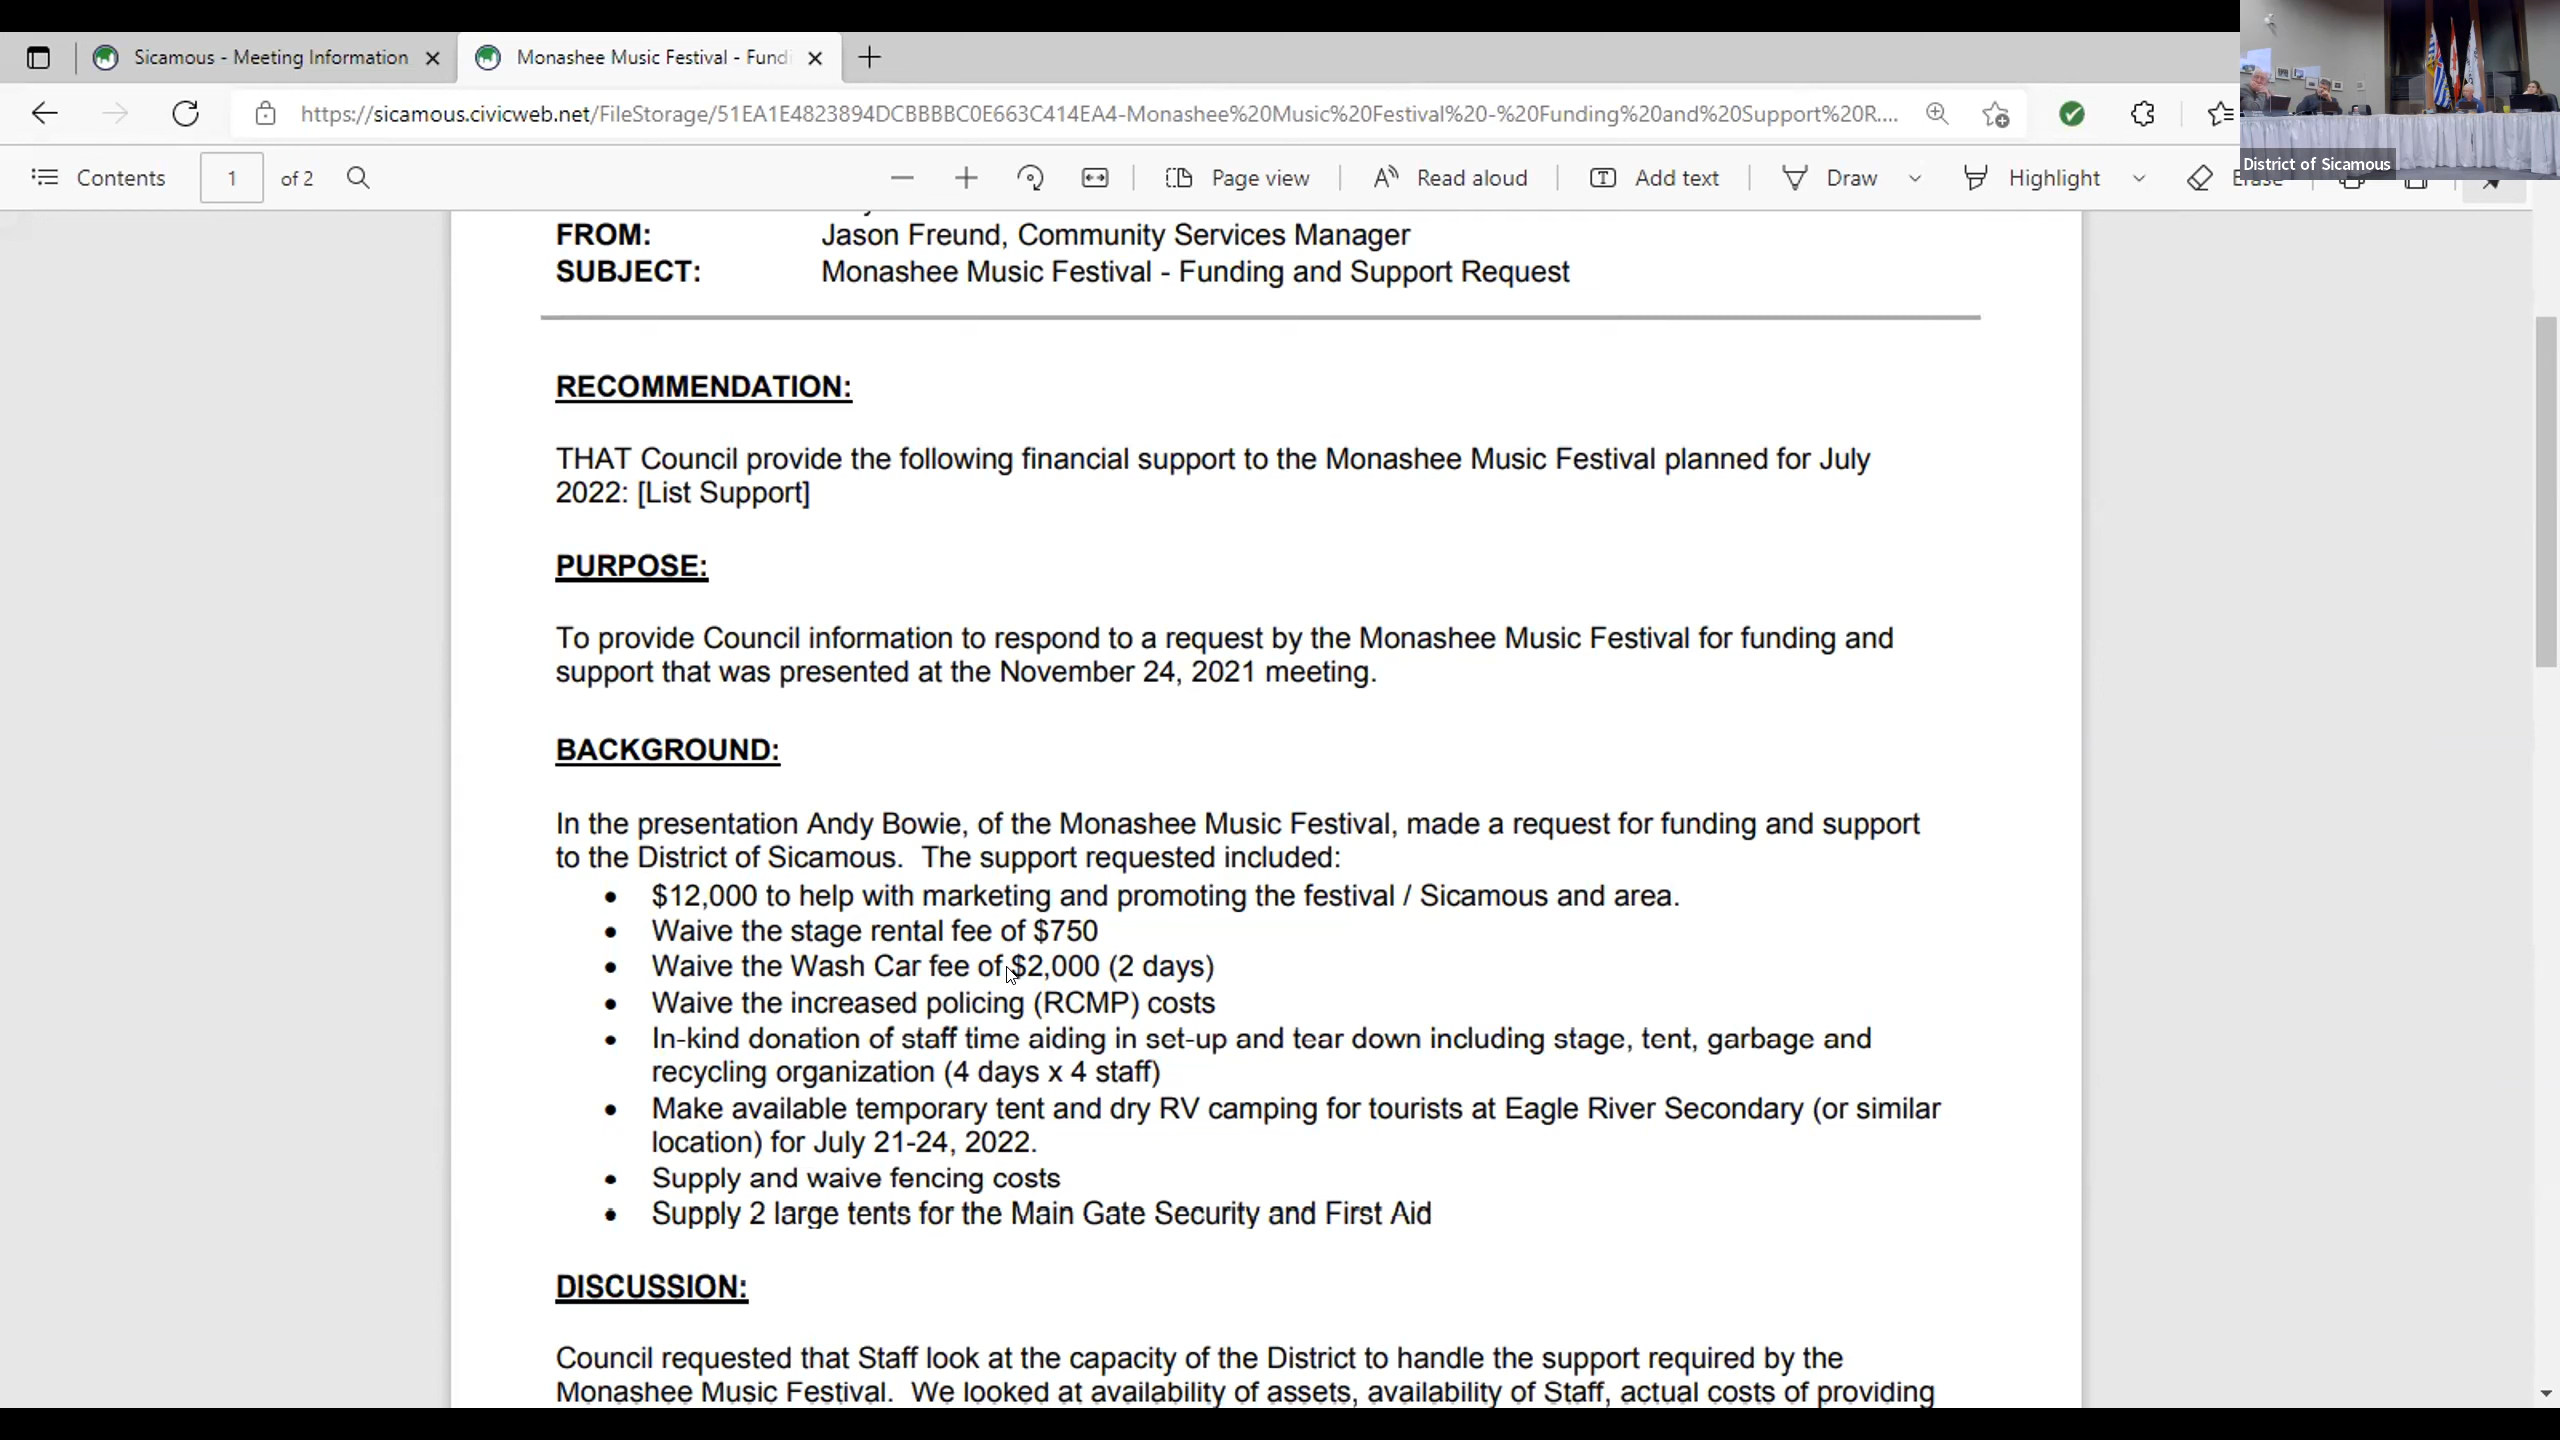 Sicamous - Meeting Information
Monashee Music Festival - Fundi
https://sicamous.civicweb.net/FileStorage/51EA1E4823894DCBBBBC0E663C414EA4-Monashee%20Music%20Festival%20-%20Funding%20and%20Support%20R....
District of Sicamous
Contents 1 of 2 Page view Read aloud Add text Draw Highlight Erase
FROM: Jason Freund, Community Services Manager
SUBJECT: Monashee Music Festival - Funding and Support Request
RECOMMENDATION:
THAT Council provide the following financial support to the Monashee Music Festival planned for July
2022: [List Support]
PURPOSE:
To provide Council information to respond to a request by the Monashee Music Festival for funding and
support that was presented at the November 24, 2021 meeting.
BACKGROUND:
In the presentation Andy Bowie, of the Monashee Music Festival, made a request for funding and support
to the District of Sicamous. The support requested included:
• $12,000 to help with marketing and promoting the festival / Sicamous and area.
• Waive the stage rental fee of $750
• Waive the Wash Car fee of $2,000 (2 days)
• Waive the increased policing (RCMP) costs
• In-kind donation of staff time aiding in set-up and tear down including stage, tent, garbage and
recycling organization (4 days x 4 staff)
• Make available temporary tent and dry RV camping for tourists at Eagle River Secondary (or similar
location) for July 21-24, 2022.
• Supply and waive fencing costs
• Supply 2 large tents for the Main Gate Security and First Aid
DISCUSSION:
Council requested that Staff look at the capacity of the District to handle the support required by the
Monashee Music Festival. We looked at availability of assets, availability of Staff, actual costs of providing